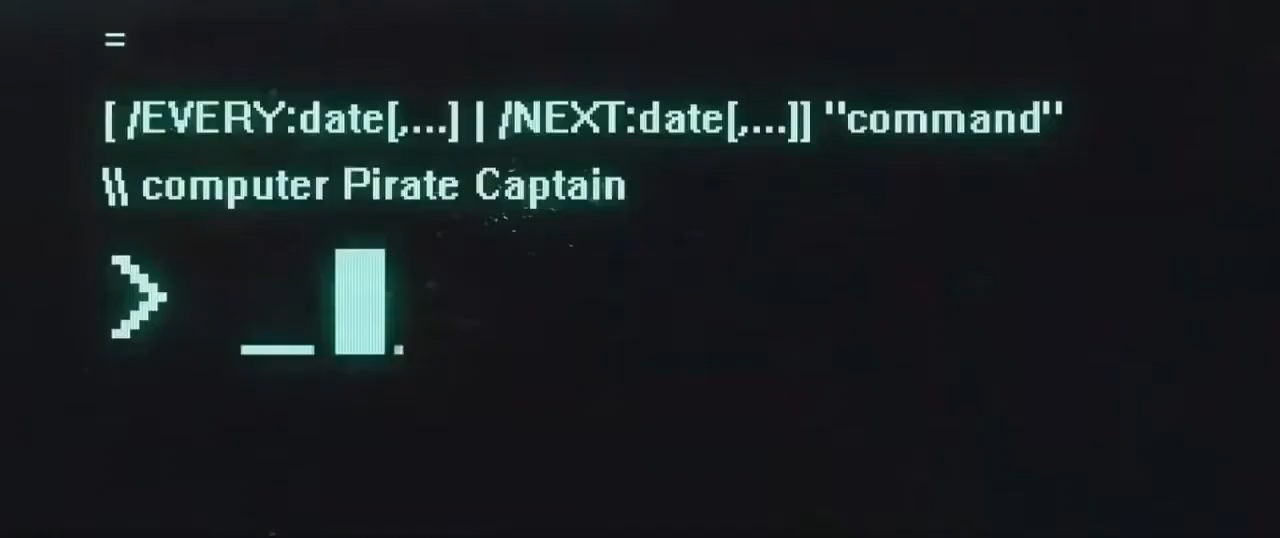 =
[ /EVERY:date[,...] | /NEXT:date[,...]] "command"
\\ computer Pirate Captain
> _█.